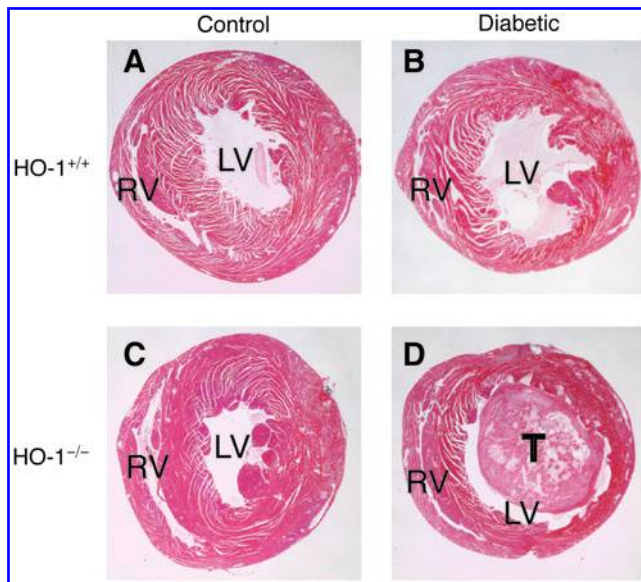 Control
Diabetic
HO-1+/+
A
LV
RV
B
LV
RV
HO-1−/−
C
LV
RV
D
T
LV
RV